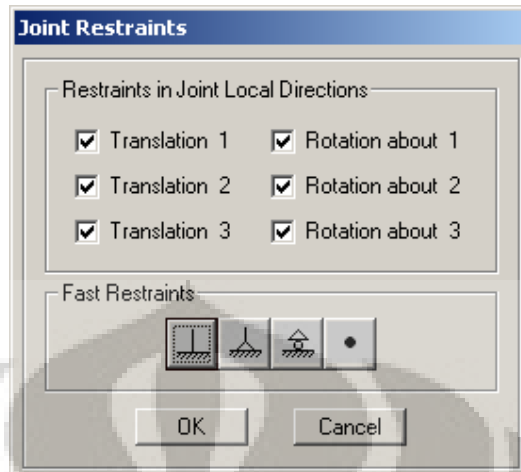 Joint Restraints
Restraints in Joint Local Directions
Translation 1 Rotation about 1
Translation 2 Rotation about 2
Translation 3 Rotation about 3
Fast Restraints
OK Cancel